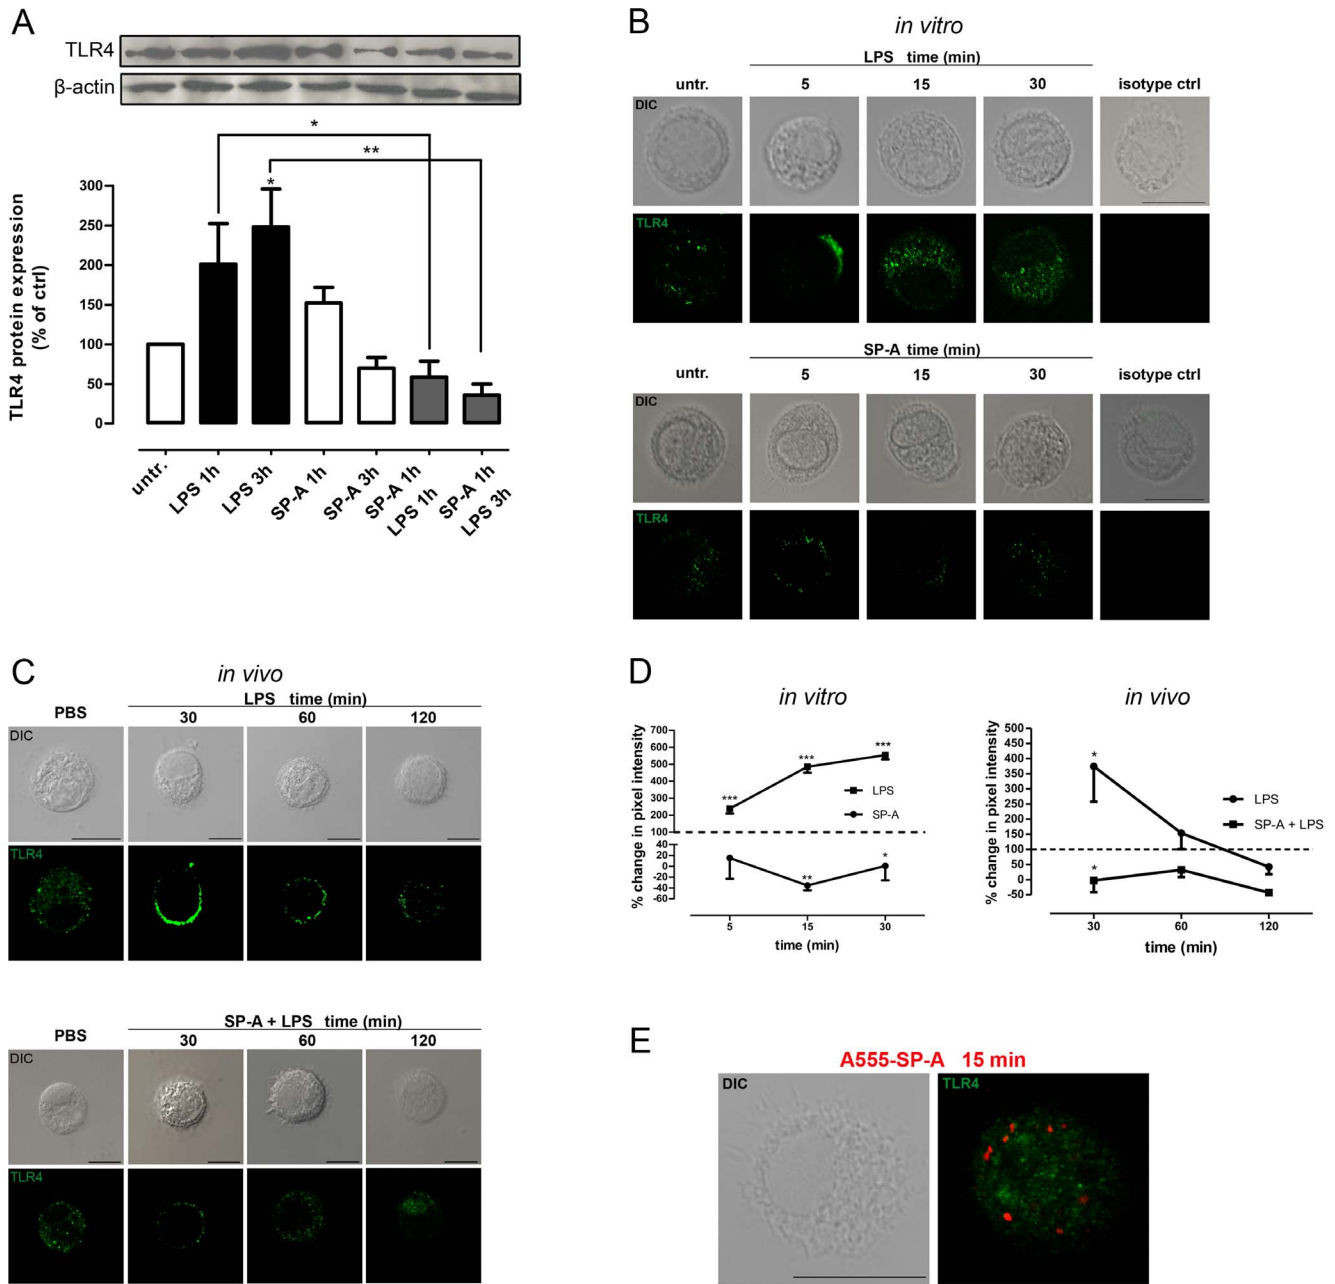 A
TLR4
β-actin
*
**
*
TLR4 protein expression
(% of ctrl)
300
250
200
150
100
50
0
untr.
LPS 1h
LPS 3h
SP-A 1h
SP-A 3h
SP-A 1h
LPS 1h
SP-A 1h
LPS 3h
B
in vitro
LPS time (min)
untr. 5 15 30 isotype ctrl
DIC
TLR4
SP-A time (min)
untr. 5 15 30 isotype ctrl
DIC
TLR4
C
in vivo
LPS time (min)
PBS 30 60 120
DIC
TLR4
SP-A + LPS time (min)
PBS 30 60 120
DIC
TLR4
D
in vitro
% change in pixel intensity
700
600
500
400
300
200
100
40
20
0
-20
-40
-60
***
***
***
**
*
LPS
SP-A
5 15 30
time (min)
in vivo
% change in pixel intensity
500
450
400
350
300
250
200
150
100
50
0
-50
*
*
LPS
SP-A + LPS
30 60 120
time (min)
E
A555-SP-A 15 min
DIC
TLR4